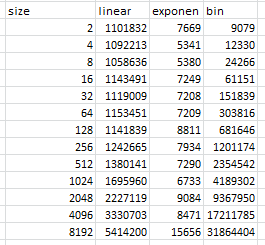 size linear exponen bin
2 1101832 7669 9079
4 1092213 5341 12330
8 1058636 5380 24266
16 1143491 7249 61151
32 1119009 7208 151839
64 1153451 7209 303816
128 1141839 8811 681646
256 1242665 7934 1201174
512 1380141 7290 2354542
1024 1695960 6733 4189302
2048 2227119 9084 9367950
4096 3330703 8471 17211785
8192 5414200 15656 31864404